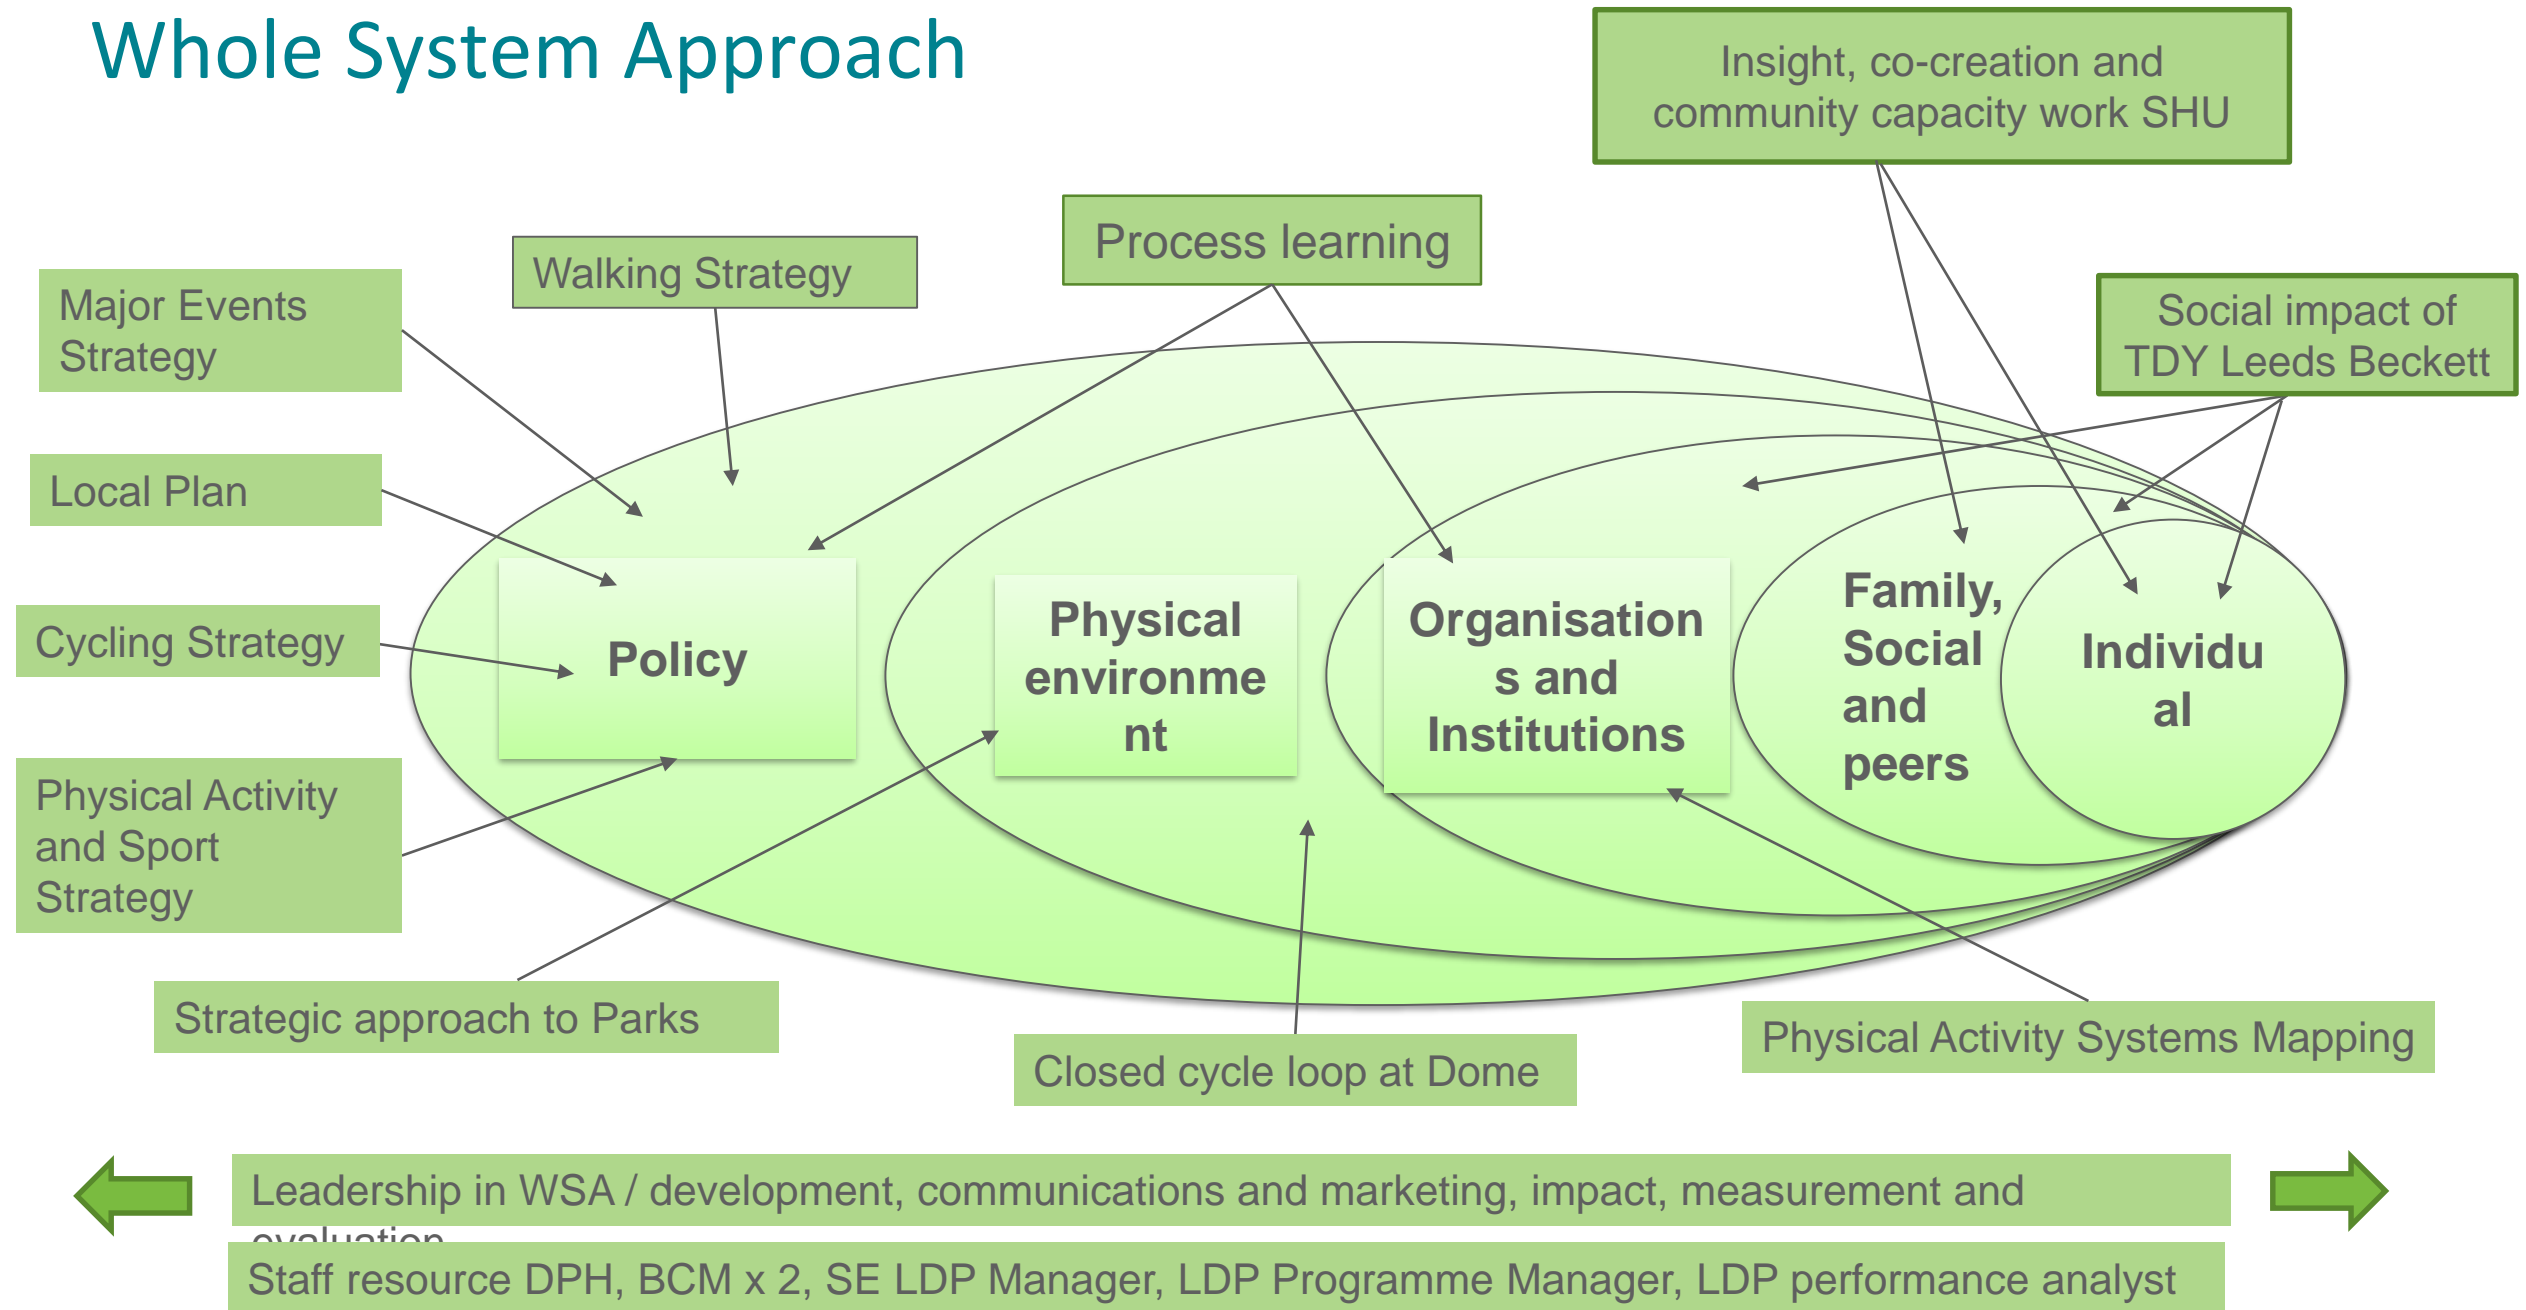 Whole System Approach
Insight, co-creation and
community capacity work SHU
Process learning
Walking Strategy
Major Events
Strategy
Social impact of
TDY Leeds Beckett
Local Plan
Cycling Strategy
Physical Activity
and Sport
Strategy
Policy
Physical
environme
nt
Organisation
s and
Institutions
Family,
Social
and
peers
Individu
al
Strategic approach to Parks
Closed cycle loop at Dome
Physical Activity Systems Mapping
Leadership in WSA / development, communications and marketing, impact, measurement and
evaluation
Staff resource DPH, BCM x 2, SE LDP Manager, LDP Programme Manager, LDP performance analyst